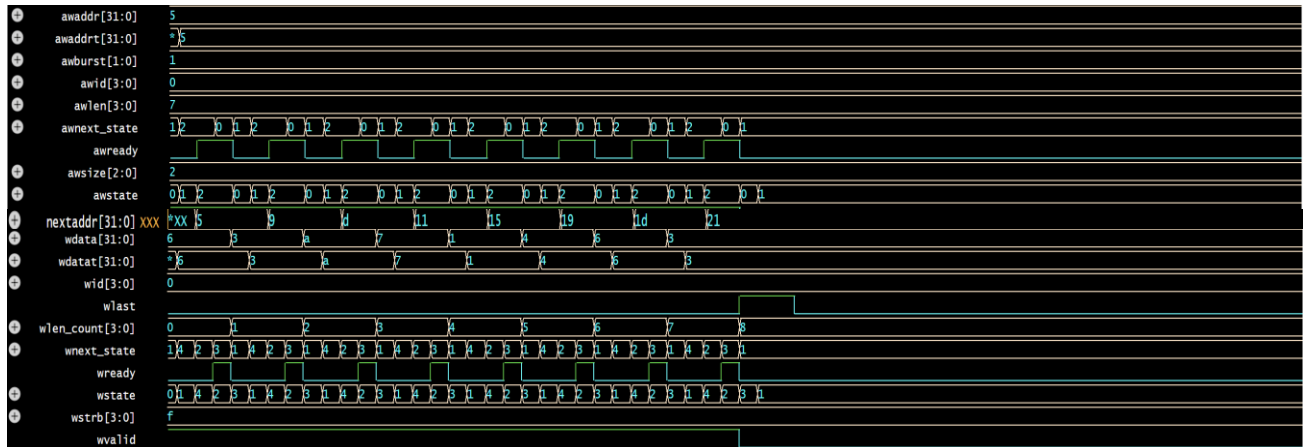 awaddr[31:0] 5
awaddrt[31:0] * 5
awburst[1:0] 1
awid[3:0] 0
awlen[3:0] 7
awnext_state 1 2 0 1 2 0 1 2 0 1 2 0 1 2 0 1 2 0 1 2 0 1 2 0 1
awready
awsize[2:0] 2
awstate 0 1 2 0 1 2 0 1 2 0 1 2 0 1 2 0 1 2 0 1 2 0 1 2 0 1
nextaddr[31:0] XXX *XX 5 9 d 11 15 19 1d 21
wdata[31:0] 6 3 a 7 1 4 6 3
wdatat[31:0] * 6 3 a 7 1 4 6 3
wid[3:0] 0
wlast
wlen_count[3:0] 0 1 2 3 4 5 6 7 8
wnext_state 1 4 2 3 1 4 2 3 1 4 2 3 1 4 2 3 1 4 2 3 1 4 2 3 1 4 2 3 1 4 2 3 1
wready
wstate 0 1 4 2 3 1 4 2 3 1 4 2 3 1 4 2 3 1 4 2 3 1 4 2 3 1 4 2 3 1 4 2 3 1
wstrb[3:0] f
wvalid